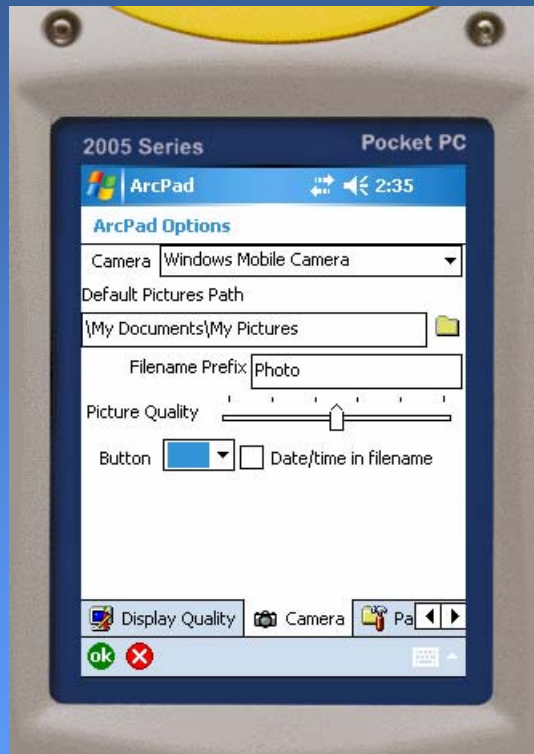 2005 Series Pocket PC
ArcPad 2:35
ArcPad Options
Camera Windows Mobile Camera
Default Pictures Path
\My Documents\My Pictures
Filename Prefix Photo
Picture Quality
Button Date/time in filename
Display Quality Camera Pa
ok